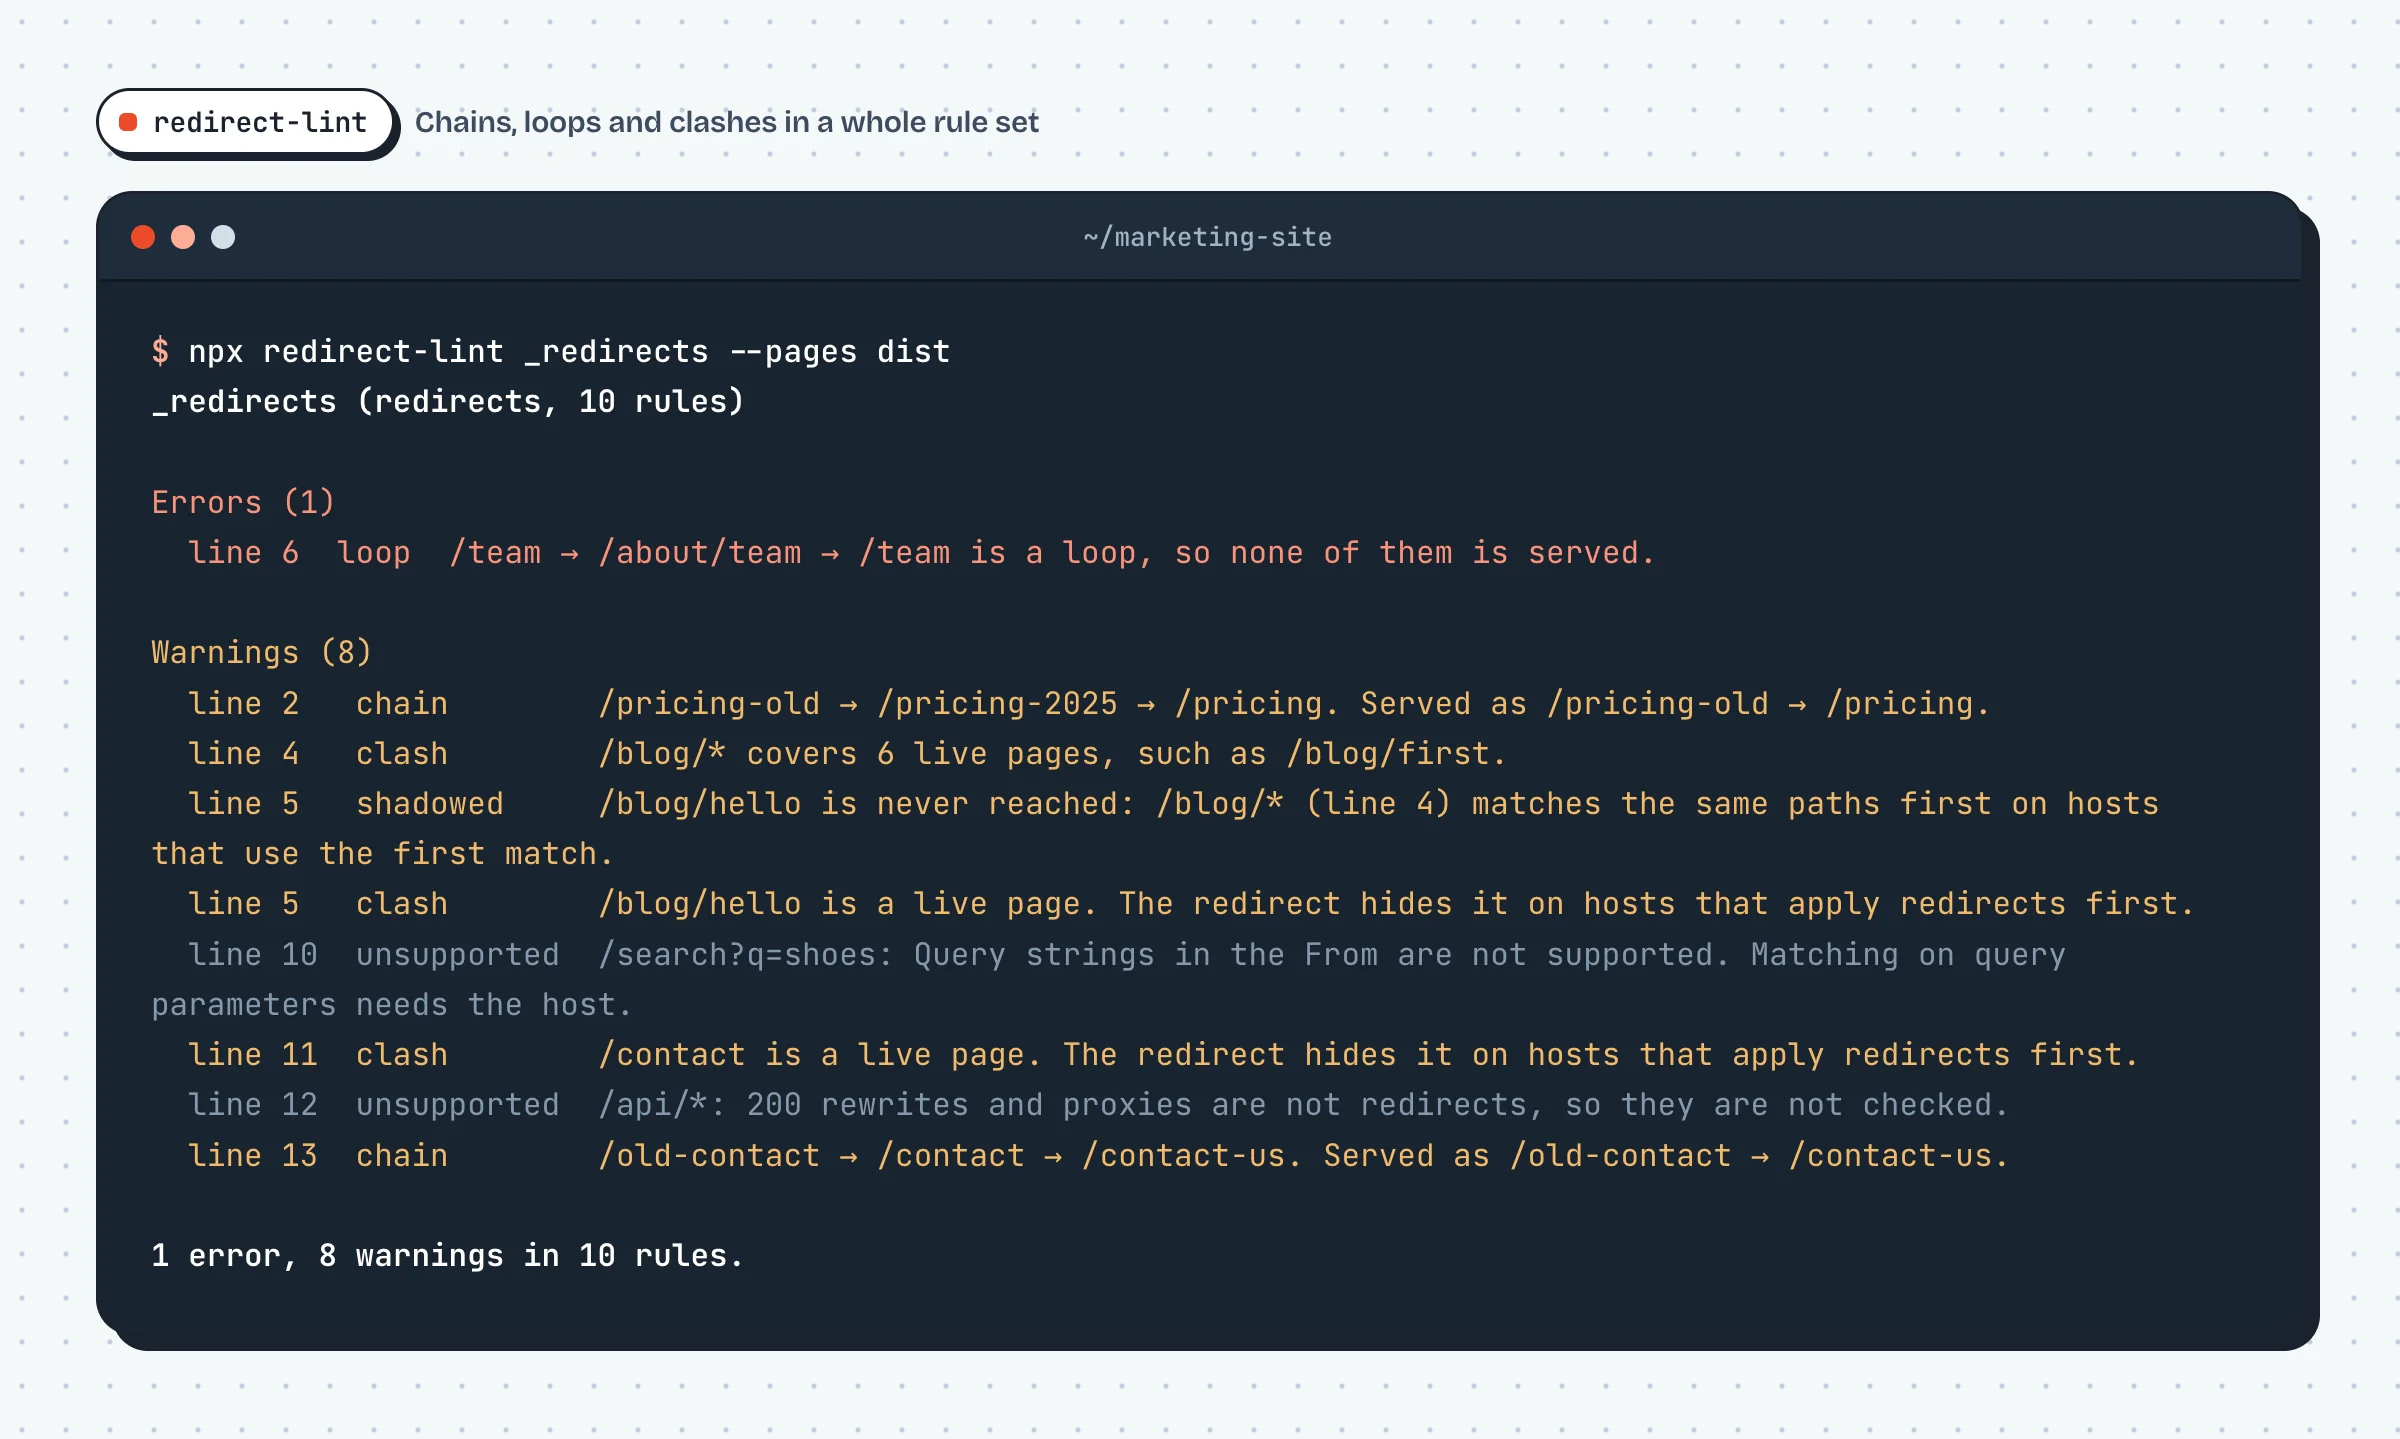 redirect-lint
Chains, loops and clashes in a whole rule set
~/marketing-site
$ npx redirect-lint _redirects --pages dist
_redirects (redirects, 10 rules)
Errors (1)
line 6  loop  /team → /about/team → /team is a loop, so none of them is served.
Warnings (8)
line 2   chain        /pricing-old → /pricing-2025 → /pricing. Served as /pricing-old → /pricing.
line 4   clash        /blog/* covers 6 live pages, such as /blog/first.
line 5   shadowed     /blog/hello is never reached: /blog/* (line 4) matches the same paths first on hosts
that use the first match.
line 5   clash        /blog/hello is a live page. The redirect hides it on hosts that apply redirects first.
line 10  unsupported  /search?q=shoes: Query strings in the From are not supported. Matching on query
parameters needs the host.
line 11  clash        /contact is a live page. The redirect hides it on hosts that apply redirects first.
line 12  unsupported  /api/*: 200 rewrites and proxies are not redirects, so they are not checked.
line 13  chain        /old-contact → /contact → /contact-us. Served as /old-contact → /contact-us.
1 error, 8 warnings in 10 rules.